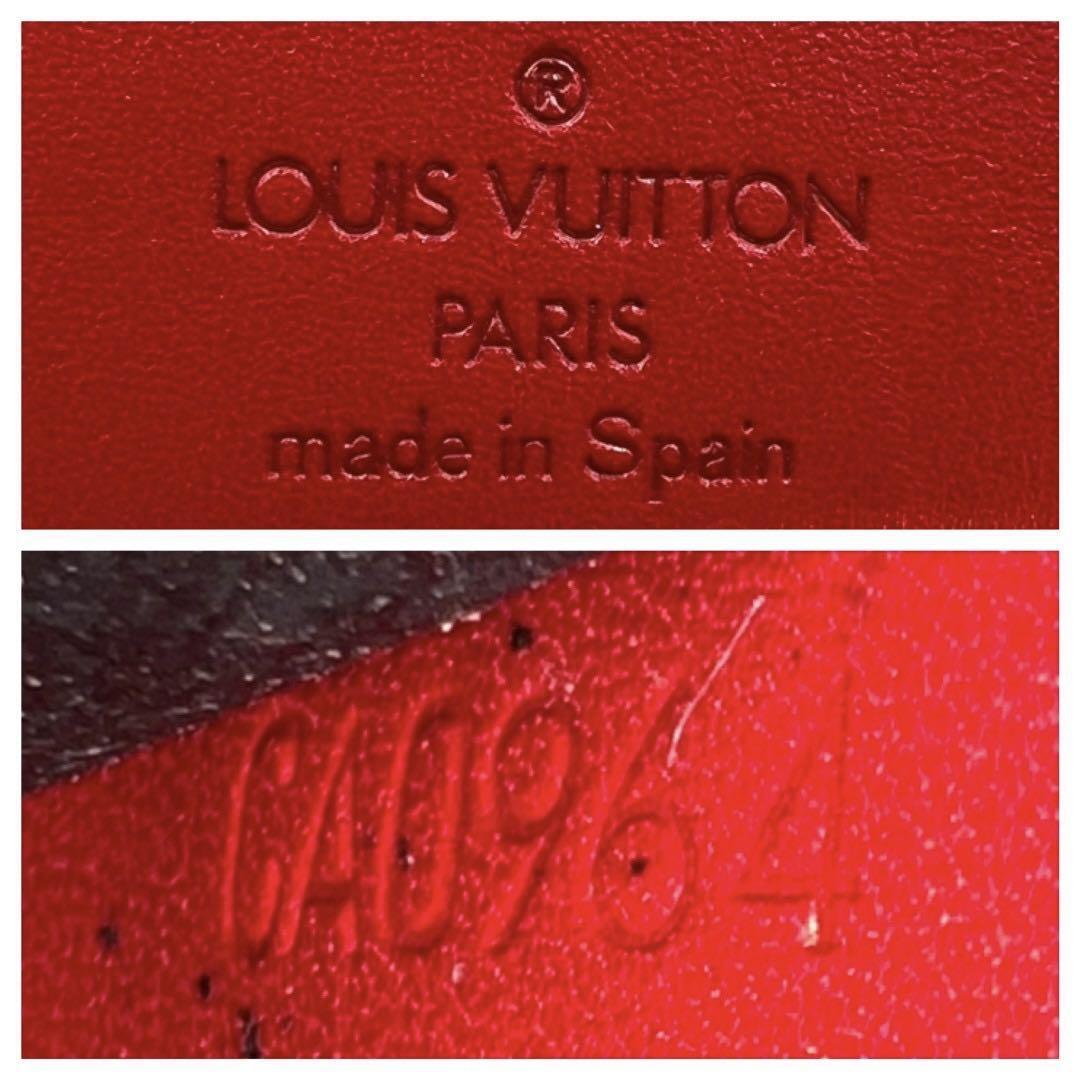 ®
LOUIS VUITTON
PARIS
made in Spain
CA0964